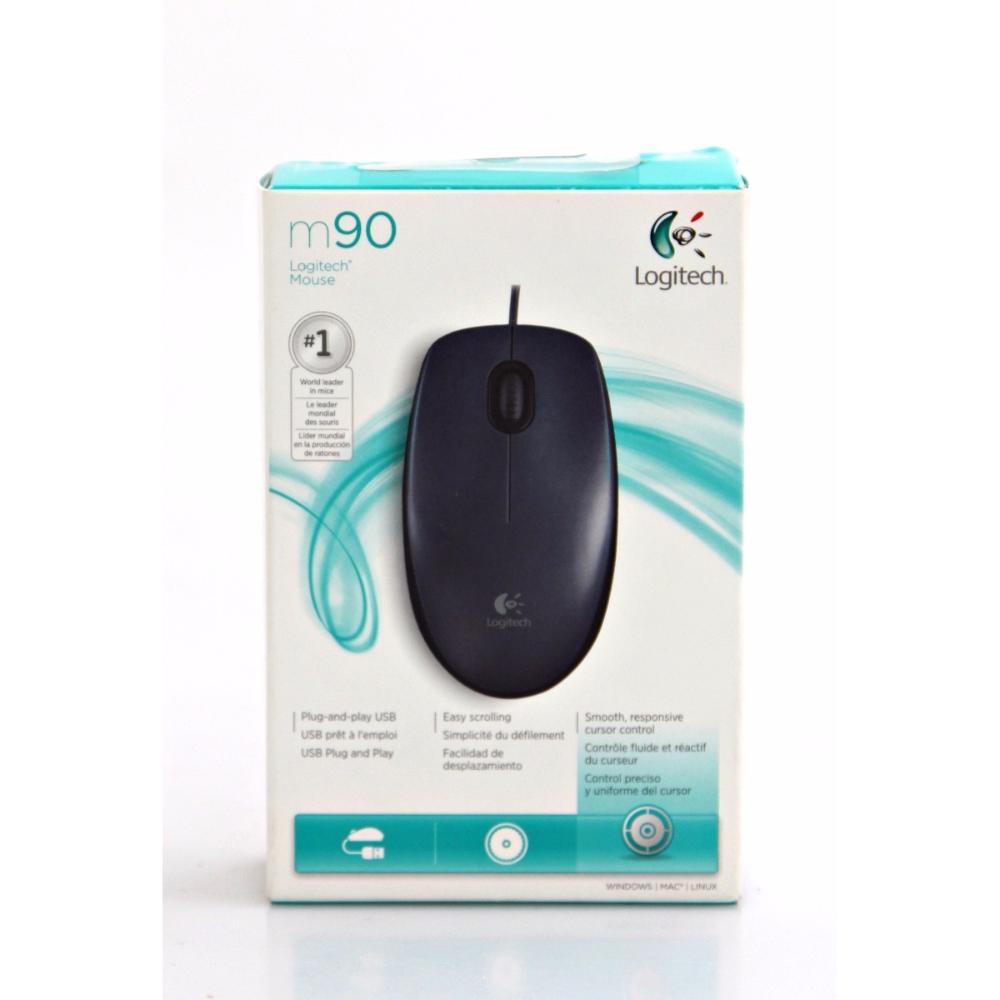 m90
Logitech®
Mouse
Logitech
#1
World leader
in mice
Le leader
mondial
des souris
Líder mundial
en la producción
de ratones
Logitech
Plug-and-play USB
USB prêt à l'emploi
USB Plug and Play
Easy scrolling
Simplicité du défilement
Facilidad de
desplazamiento
Smooth, responsive
cursor control
Contrôle fluide et réactif
du curseur
Control preciso
y uniforme del cursor
WINDOWS | MAC® | LINUX